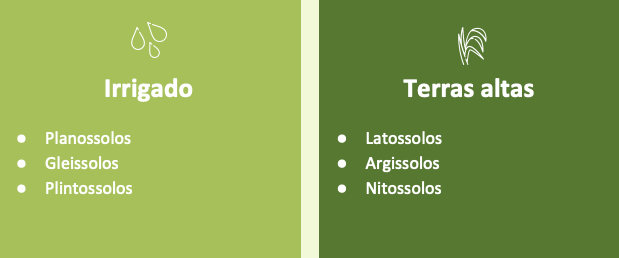 Irrigado
● Planossolos
● Gleissolos
● Plintossolos
Terras altas
● Latossolos
● Argissolos
● Nitossolos